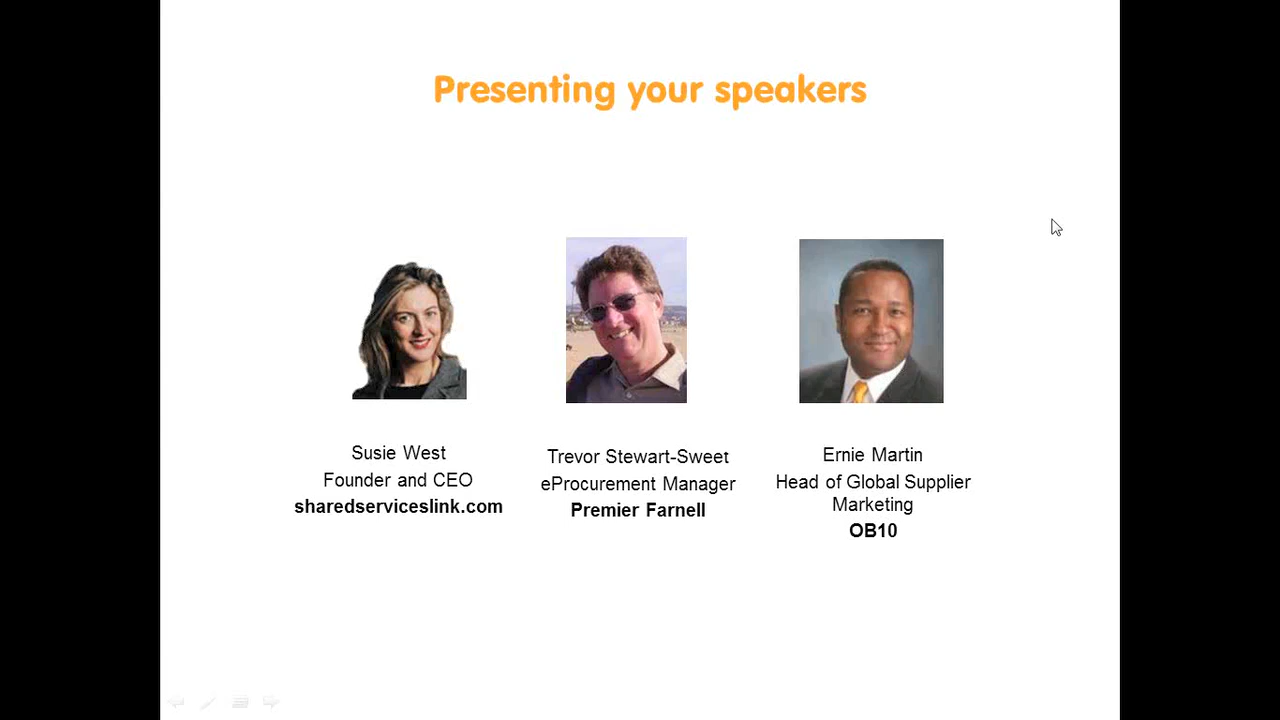 Presenting your speakers
Susie West
Founder and CEO
sharedserviceslink.com
Trevor Stewart-Sweet
eProcurement Manager
Premier Farnell
Ernie Martin
Head of Global Supplier
Marketing
OB10